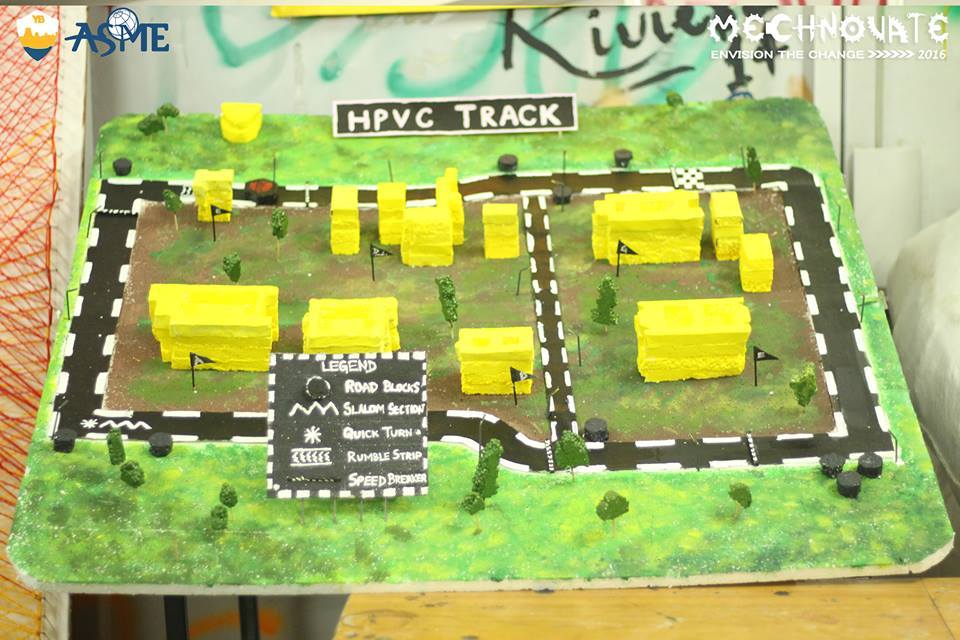 YB
ASME
MECHNOVATE
ENVISION THE CHANGE >>>>>> 2016
HPVC TRACK
LEGEND
ROAD BLOCKS
SLALOM SECTION
QUICK TURN
RUMBLE STRIP
SPEED BREAKER